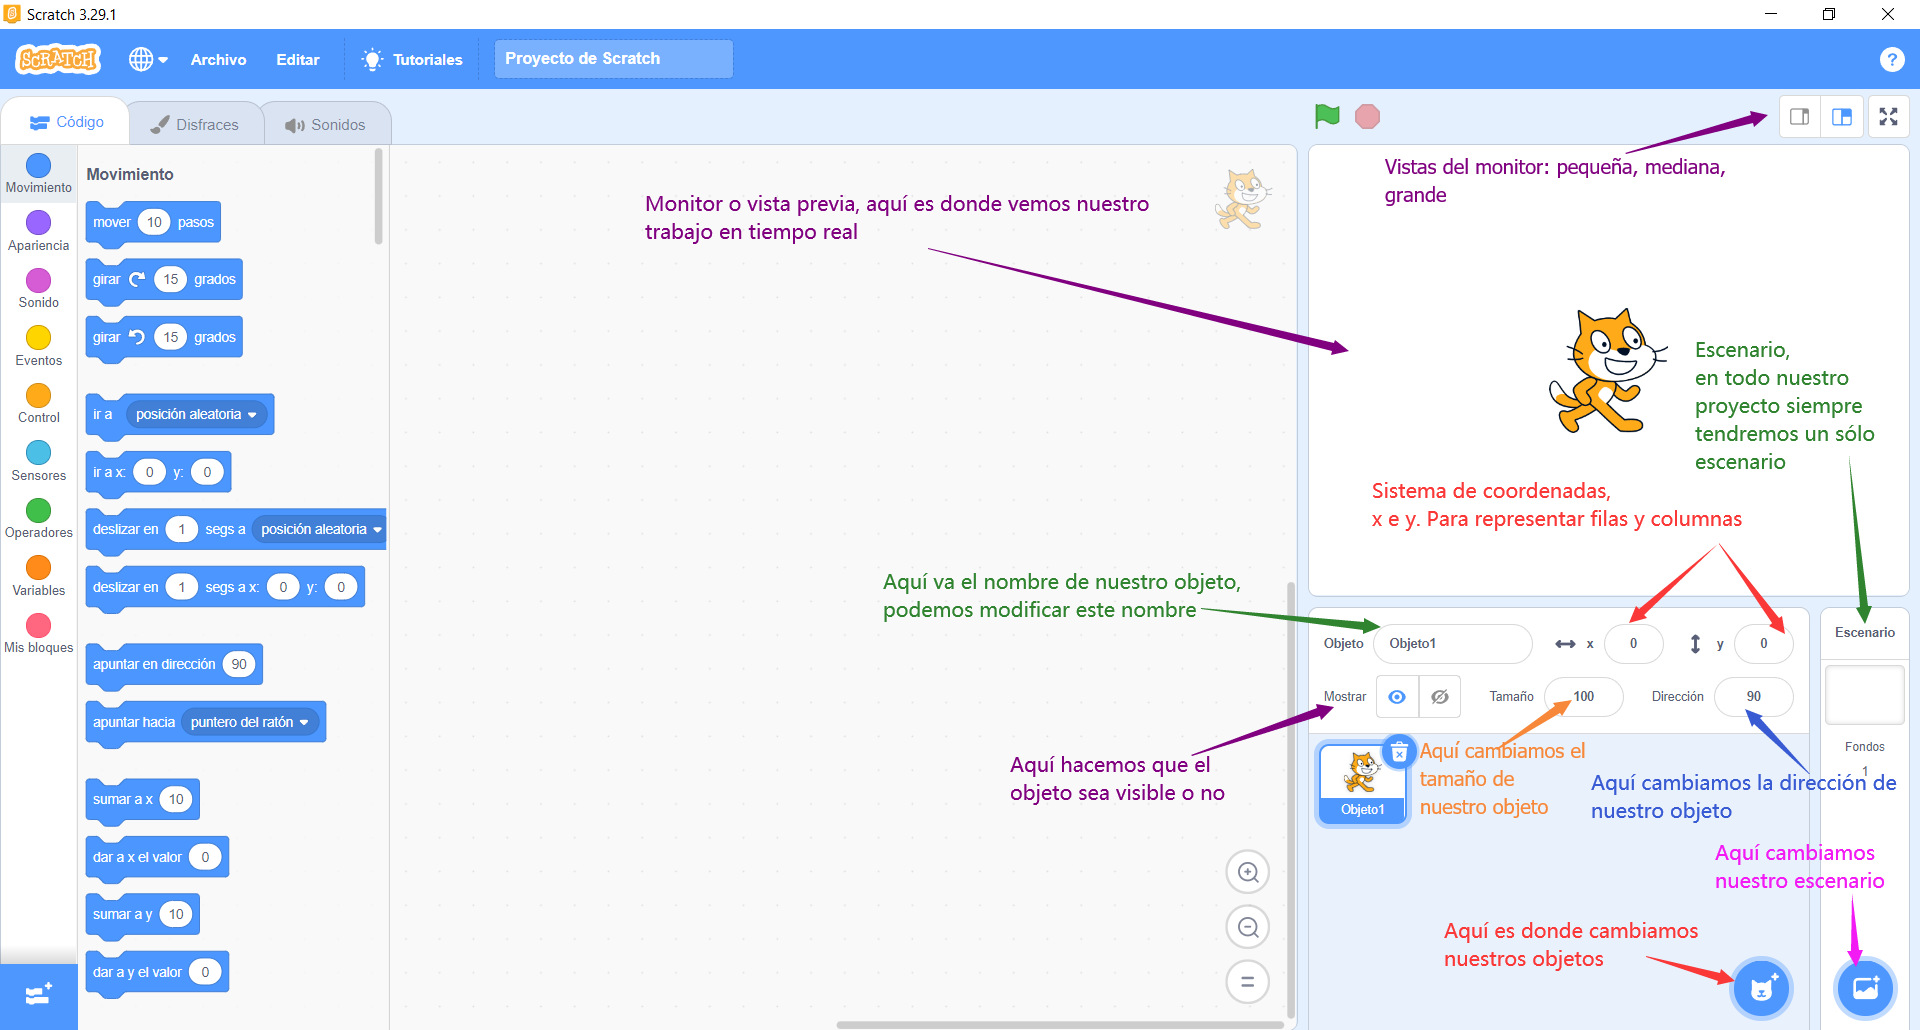 Scratch 3.29.1
SCRATCH
Archivo
Editar
Tutoriales
Proyecto de Scratch
?
Código
Disfraces
Sonidos
Movimiento
Apariencia
Sonido
Eventos
Control
Sensores
Operadores
Variables
Mis bloques
Movimiento
mover 10 pasos
girar 15 grados
girar 15 grados
ir a posición aleatoria
ir a x: 0 y: 0
deslizar en 1 segs a posición aleatoria
deslizar en 1 segs a x: 0 y: 0
apuntar en dirección 90
apuntar hacia puntero del ratón
sumar a x 10
dar a x el valor 0
sumar a y 10
dar a y el valor 0
Monitor o vista previa, aquí es donde vemos nuestro
trabajo en tiempo real
Vistas del monitor: pequeña, mediana,
grande
Escenario,
en todo nuestro
proyecto siempre
tendremos un sólo
escenario
Sistema de coordenadas,
x e y. Para representar filas y columnas
Aquí va el nombre de nuestro objeto,
podemos modificar este nombre
Objeto Objeto1 x 0 y 0
Mostrar Tamaño 100 Dirección 90
Escenario
Fondos
1
Aquí hacemos que el
objeto sea visible o no
Objeto1
Aquí cambiamos el
tamaño de
nuestro objeto
Aquí cambiamos la dirección de
nuestro objeto
Aquí cambiamos
nuestro escenario
Aquí es donde cambiamos
nuestros objetos